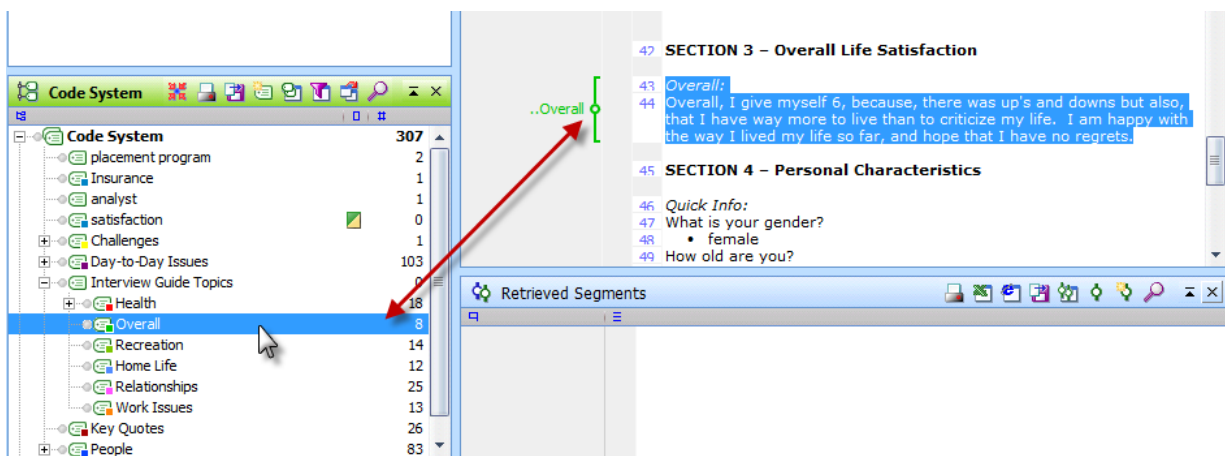 Code System
#
Code System 307
placement program 2
Insurance 1
analyst 1
satisfaction 0
Challenges 1
Day-to-Day Issues 103
Interview Guide Topics 0
Health 18
Overall 8
Recreation 14
Home Life 12
Relationships 25
Work Issues 13
Key Quotes 26
People 83
42 SECTION 3 – Overall Life Satisfaction
43 Overall:
..Overall
44 Overall, I give myself 6, because, there was up's and downs but also,
that I have way more to live than to criticize my life.  I am happy with
the way I lived my life so far, and hope that I have no regrets.
45 SECTION 4 – Personal Characteristics
46 Quick Info:
47 What is your gender?
48 • female
49 How old are you?
Retrieved Segments